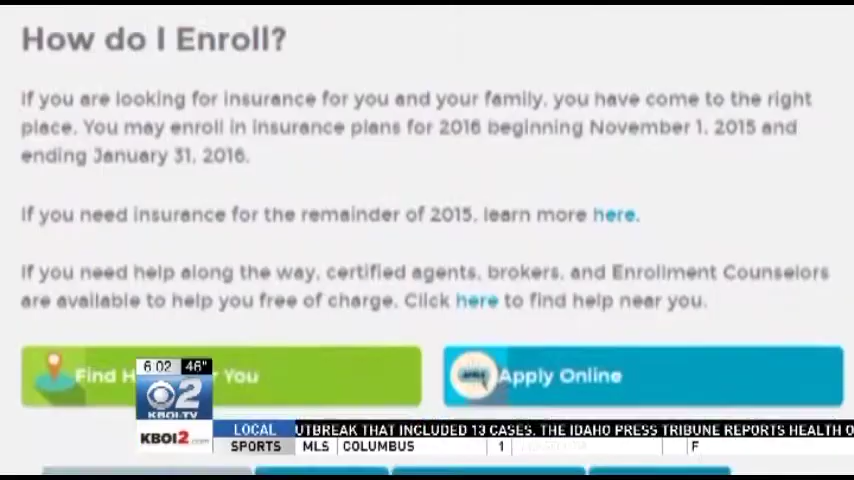 How do I Enroll?
If you are looking for insurance for you and your family, you have come to the right
place. You may enroll in insurance plans for 2016 beginning November 1, 2015 and
ending January 31, 2016.
If you need insurance for the remainder of 2015, learn more here.
If you need help along the way, certified agents, brokers, and Enrollment Counselors
are available to help you free of charge. Click here to find help near you.
Find H r You
APPLY Apply Online
6:02 46°
2
KBOI-TV
KBOI2.com
LOCAL UTBREAK THAT INCLUDED 13 CASES. THE IDAHO PRESS TRIBUNE REPORTS HEALTH O
SPORTS MLS COLUMBUS 1 F